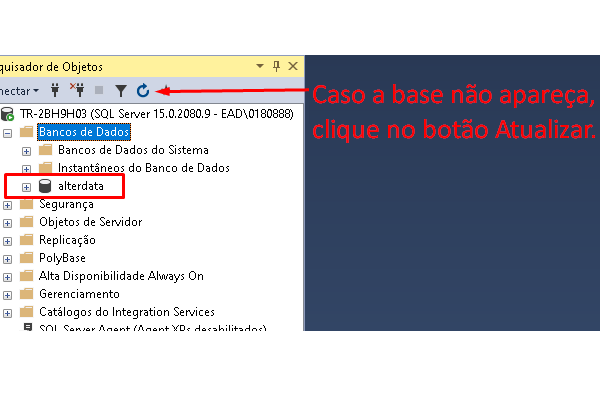 quisador de Objetos
nectar
TR-2BH9H03 (SQL Server 15.0.2080.9 - EAD\0180888)
Caso a base não apareça,
clique no botão Atualizar.
Bancos de Dados
Bancos de Dados do Sistema
Instantâneos do Banco de Dados
alterdata
Segurança
Objetos de Servidor
Replicação
PolyBase
Alta Disponibilidade Always On
Gerenciamento
Catálogos do Integration Services
SQL Server Agent (Agent XPs desabilitados)